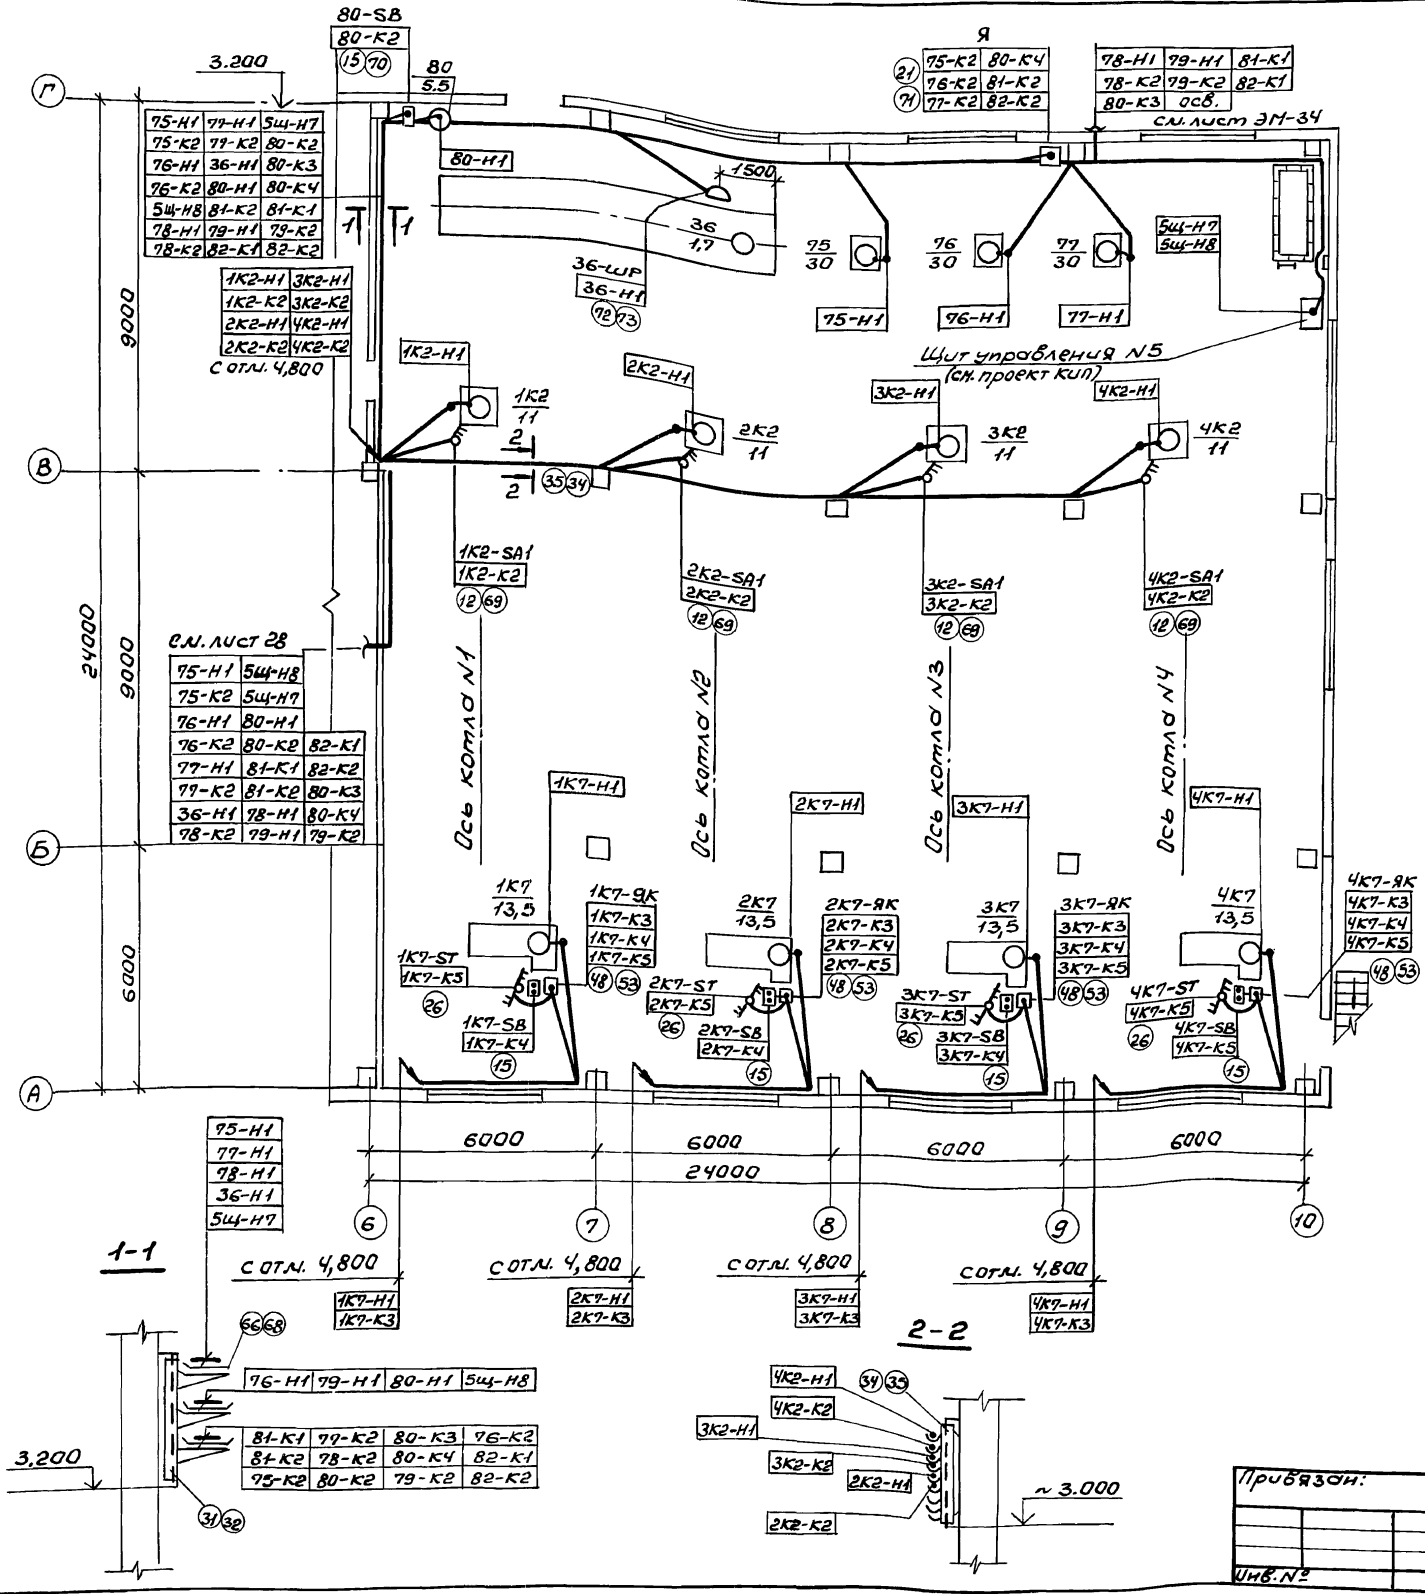 80-SB
80-К2
15 70
3.200
80
5.5
Г
Я
21 75-К2 80-К4
76-К2 81-К2
71 77-К2 82-К2
78-Н1 79-Н1 81-К1
78-К2 79-К2 82-К1
80-К3 осв.
см. лист ЭМ-34
75-Н1 77-Н1 5щ-Н7
75-К2 77-К2 80-К2
76-Н1 36-Н1 80-К3
76-К2 80-Н1 80-К4
5щ-Н8 81-К2 81-К1
78-Н1 79-Н1 79-К2
78-К2 82-К1 82-К2
1 1
80-Н1
1500
36
1,7
36-ШР
36-Н1
72 73
75
30
76
30
77
30
75-Н1
76-Н1
77-Н1
5щ-Н7
5щ-Н8
Щит управления N5
(см. проект КИП)
1К2-Н1 3К2-Н1
1К2-К2 3К2-К2
2К2-Н1 4К2-Н1
2К2-К2 4К2-К2
С отм. 4,800
9000
9000
6000
24000
1К2-Н1
2К2-Н1
3К2-Н1
4К2-Н1
1К2
11
2К2
11
3К2
11
4К2
11
В
2
2
35 34
1К2-SA1
1К2-К2
12 69
2К2-SA1
2К2-К2
12 69
3К2-SA1
3К2-К2
12 69
4К2-SA1
4К2-К2
12 69
См. лист 28
75-Н1 5щ-Н8
75-К2 5щ-Н7
76-Н1 80-Н1
76-К2 80-К2 82-К1
77-Н1 81-К1 82-К2
77-К2 81-К2 80-К3
36-Н1 78-Н1 80-К4
78-К2 79-Н1 79-К2
Ось котла N1
Ось котла N2
Ось котла N3
Ось котла N4
Б
1К7-Н1
2К7-Н1
3К7-Н1
4К7-Н1
1К7
13,5
2К7
13,5
3К7
13,5
4К7
13,5
1К7-ЯК
1К7-К3
1К7-К4
1К7-К5
48 53
2К7-ЯК
2К7-К3
2К7-К4
2К7-К5
48 53
3К7-ЯК
3К7-К3
3К7-К4
3К7-К5
48 53
4К7-ЯК
4К7-К3
4К7-К4
4К7-К5
48 53
1К7-ST
1К7-К5
26
2К7-ST
2К7-К5
26
3К7-ST
3К7-К5
26
4К7-ST
4К7-К5
26
1К7-SB
1К7-К4
15
2К7-SB
2К7-К4
15
3К7-SB
3К7-К4
15
4К7-SB
4К7-К5
15
А
6000 6000 6000 6000
24000
6 7 8 9 10
С отм. 4,800
1К7-Н1
1К7-К3
С отм. 4,800
2К7-Н1
2К7-К3
С отм. 4,800
3К7-Н1
3К7-К3
С отм. 4,800
4К7-Н1
4К7-К3
75-Н1
77-Н1
78-Н1
36-Н1
5щ-Н7
1-1
66 68
76-Н1 79-Н1 80-Н1 5щ-Н8
81-К1 77-К2 80-К3 76-К2
81-К2 78-К2 80-К4 82-К1
75-К2 80-К2 79-К2 82-К2
3,200
31 32
2-2
4К2-Н1
4К2-К2
3К2-Н1
3К2-К2
2К2-Н1
2К2-К2
34 35
~ 3.000
Привязан:
Инв. №